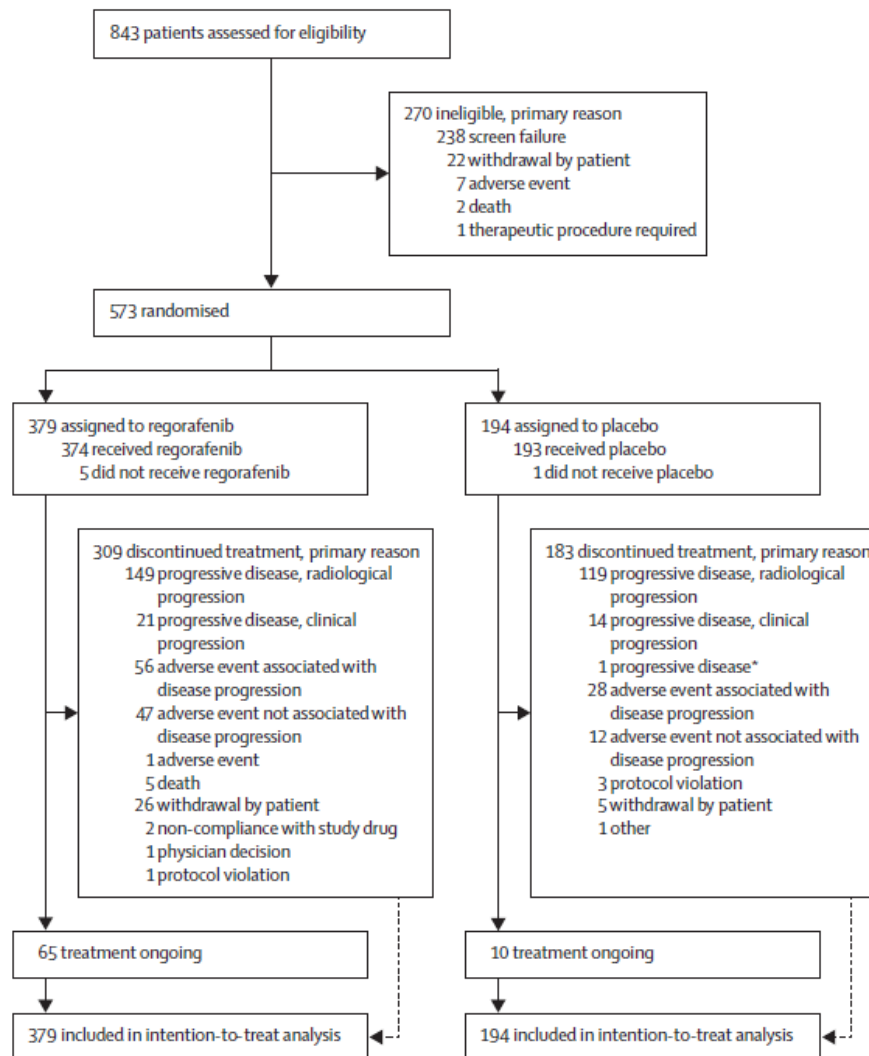 843 patients assessed for eligibility
270 ineligible, primary reason
238 screen failure
22 withdrawal by patient
7 adverse event
2 death
1 therapeutic procedure required
573 randomised
379 assigned to regorafenib
374 received regorafenib
5 did not receive regorafenib
194 assigned to placebo
193 received placebo
1 did not receive placebo
309 discontinued treatment, primary reason
149 progressive disease, radiological
progression
21 progressive disease, clinical
progression
56 adverse event associated with
disease progression
47 adverse event not associated with
disease progression
1 adverse event
5 death
26 withdrawal by patient
2 non-compliance with study drug
1 physician decision
1 protocol violation
183 discontinued treatment, primary reason
119 progressive disease, radiological
progression
14 progressive disease, clinical
progression
1 progressive disease*
28 adverse event associated with
disease progression
12 adverse event not associated with
disease progression
3 protocol violation
5 withdrawal by patient
1 other
65 treatment ongoing
10 treatment ongoing
379 included in intention-to-treat analysis
194 included in intention-to-treat analysis